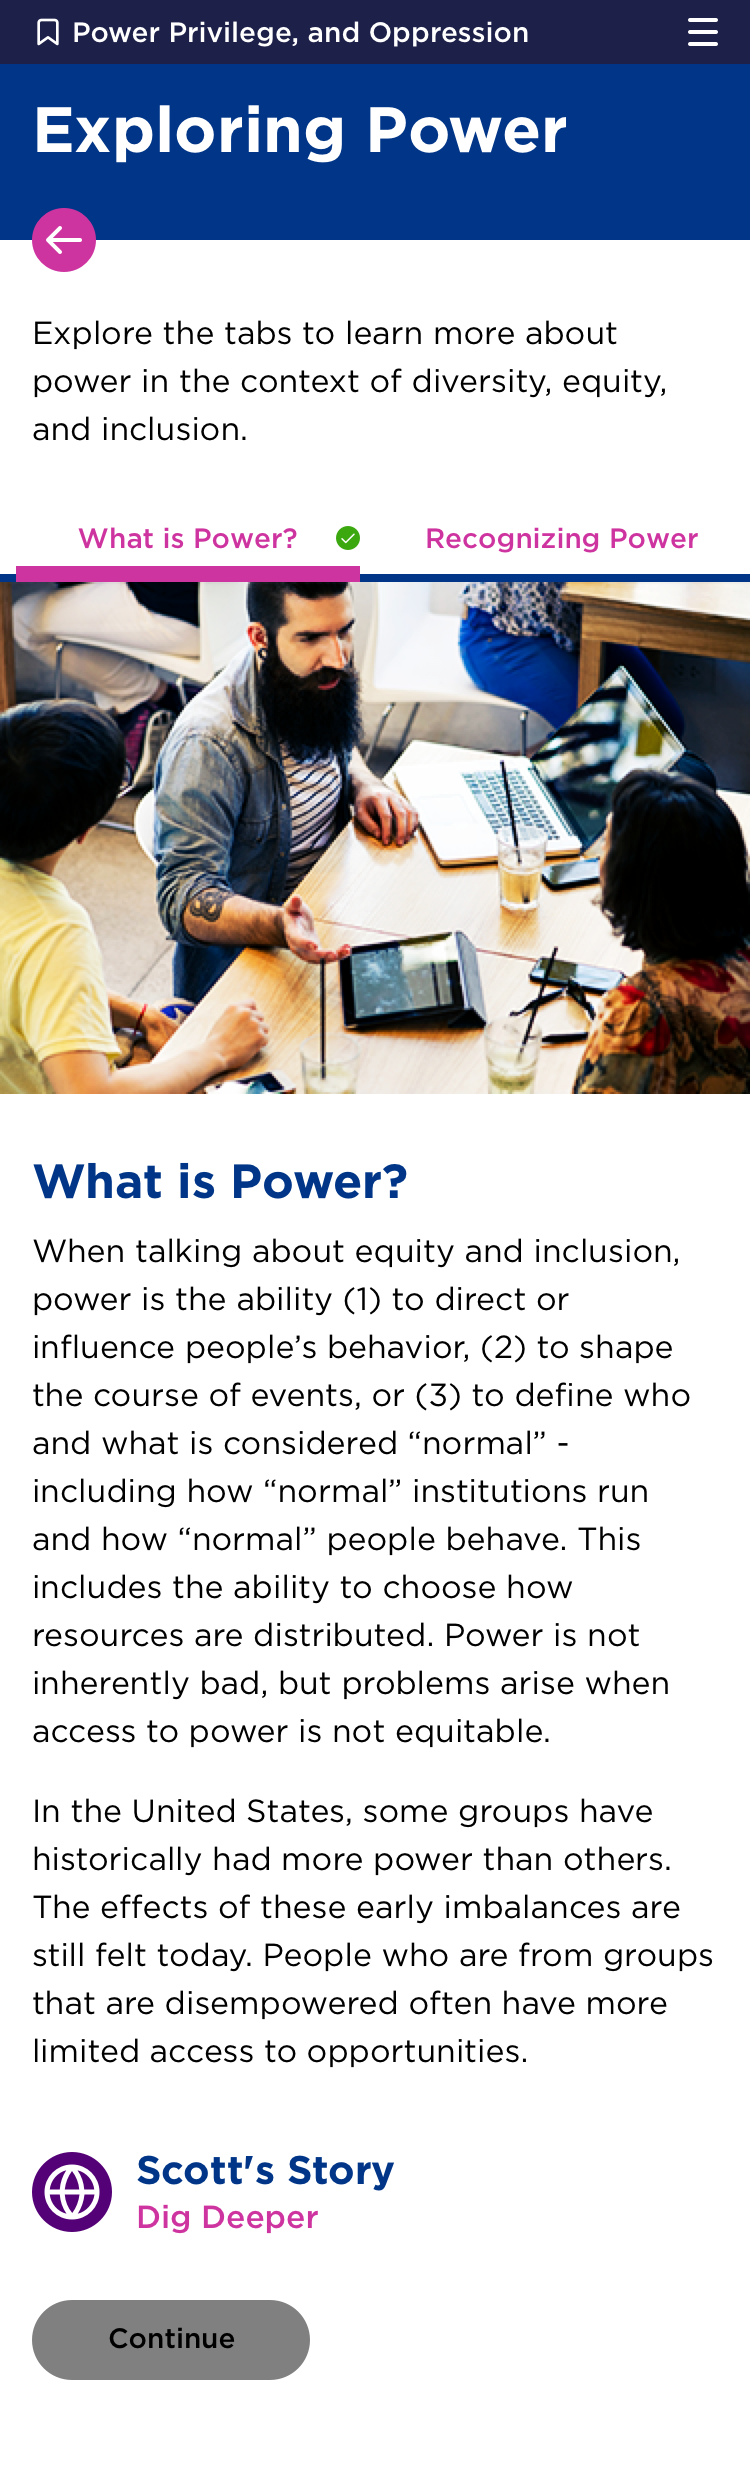 Power Privilege, and Oppression
Exploring Power
Explore the tabs to learn more about
power in the context of diversity, equity,
and inclusion.
What is Power?
Recognizing Power
What is Power?
When talking about equity and inclusion,
power is the ability (1) to direct or
influence people’s behavior, (2) to shape
the course of events, or (3) to define who
and what is considered “normal” -
including how “normal” institutions run
and how “normal” people behave. This
includes the ability to choose how
resources are distributed. Power is not
inherently bad, but problems arise when
access to power is not equitable.
In the United States, some groups have
historically had more power than others.
The effects of these early imbalances are
still felt today. People who are from groups
that are disempowered often have more
limited access to opportunities.
Scott's Story
Dig Deeper
Continue